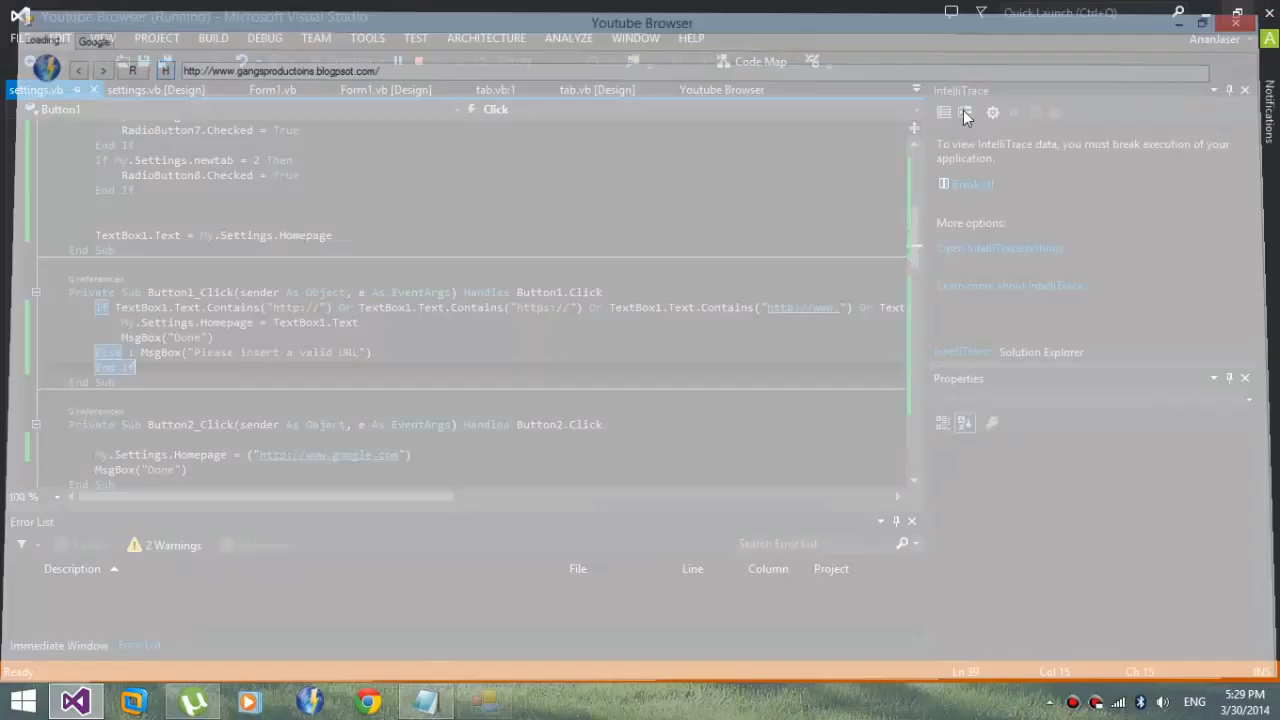 Youtube Browser (Running) - Microsoft Visual Studio
Youtube Browser
Quick Launch (Ctrl+Q)
VIEW PROJECT BUILD DEBUG TEAM TOOLS TEST ARCHITECTURE ANALYZE WINDOW HELP
AnanJaser
Loading..
Google
Code Map
< > R H http://www.gangsproductoins.blogpsot.com/
settings.vb settings.vb [Design] Form1.vb Form1.vb [Design] tab.vb:1 tab.vb [Design] Youtube Browser
IntelliTrace
Notifications
Button1 Click
RadioButton7.Checked = True
End If
If My.Settings.newtab = 2 Then
RadioButton8.Checked = True
End If
TextBox1.Text = My.Settings.Homepage
End Sub
0 references
Private Sub Button1_Click(sender As Object, e As EventArgs) Handles Button1.Click
If TextBox1.Text.Contains("http://") Or TextBox1.Text.Contains("https://") Or TextBox1.Text.Contains("http://www.") Or Text
My.Settings.Homepage = TextBox1.Text
MsgBox("Done")
Else : MsgBox("Please insert a valid URL")
End If
End Sub
0 references
Private Sub Button2_Click(sender As Object, e As EventArgs) Handles Button2.Click
My.Settings.Homepage = ("http://www.google.com")
MsgBox("Done")
End Sub
100 %
To view IntelliTrace data, you must break execution of your
application.
Break all
More options:
Open IntelliTrace settings
Learn more about IntelliTrace
IntelliTrace Solution Explorer
Properties
Error List
2 Warnings
Search Error List
Description File Line Column Project
Immediate Window Error List
Ready Ln 39 Col 15 Ch 15 INS
ENG
5:29 PM
3/30/2014